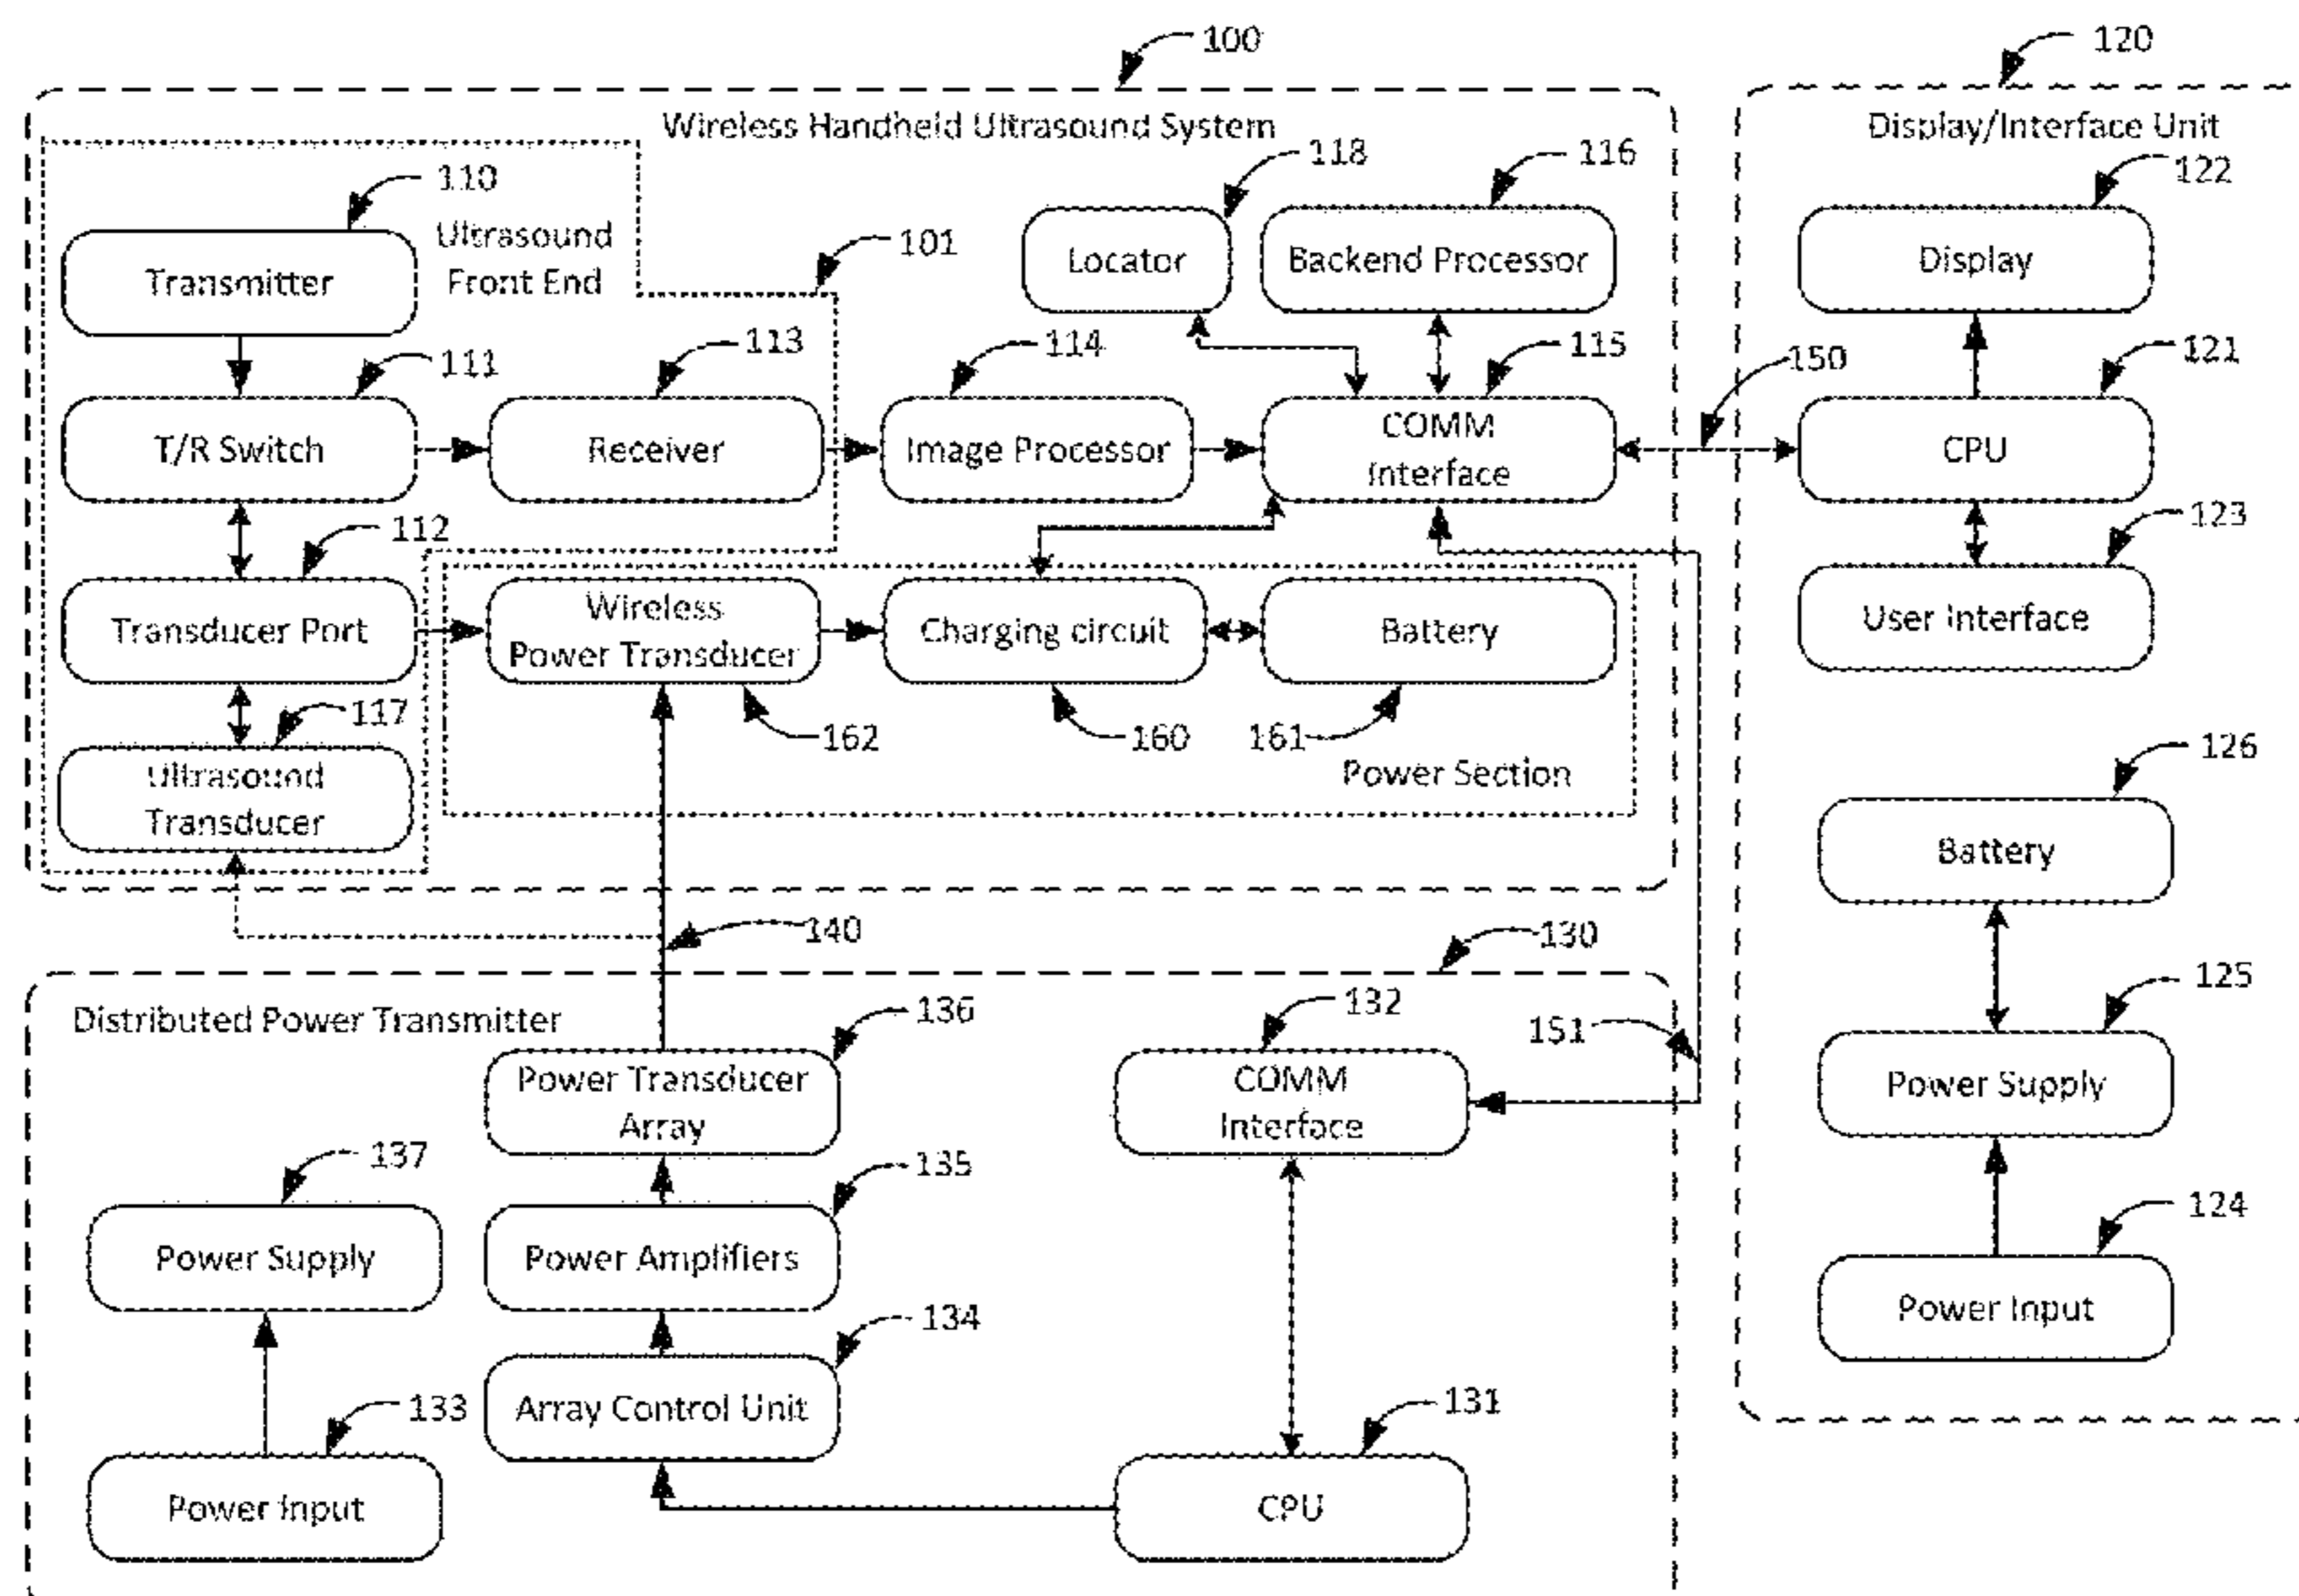 100
120
Wireless Handheld Ultrasound System
Display/Interface Unit
118
116
122
110
Ultrasound
Front End
101
Transmitter
Locator
Backend Processor
Display
111
113
114
115
150
121
T/R Switch
Receiver
Image Processor
COMM
Interface
CPU
112
123
Transducer Port
Wireless
Power Transducer
Charging circuit
Battery
User Interface
117
162
160
161
Power Section
Ultrasound
Transducer
126
Battery
140
130
Distributed Power Transmitter
136
132
151
125
Power Transducer
Array
COMM
Interface
Power Supply
137
135
124
Power Supply
Power Amplifiers
Power Input
134
133
Array Control Unit
131
Power Input
CPU